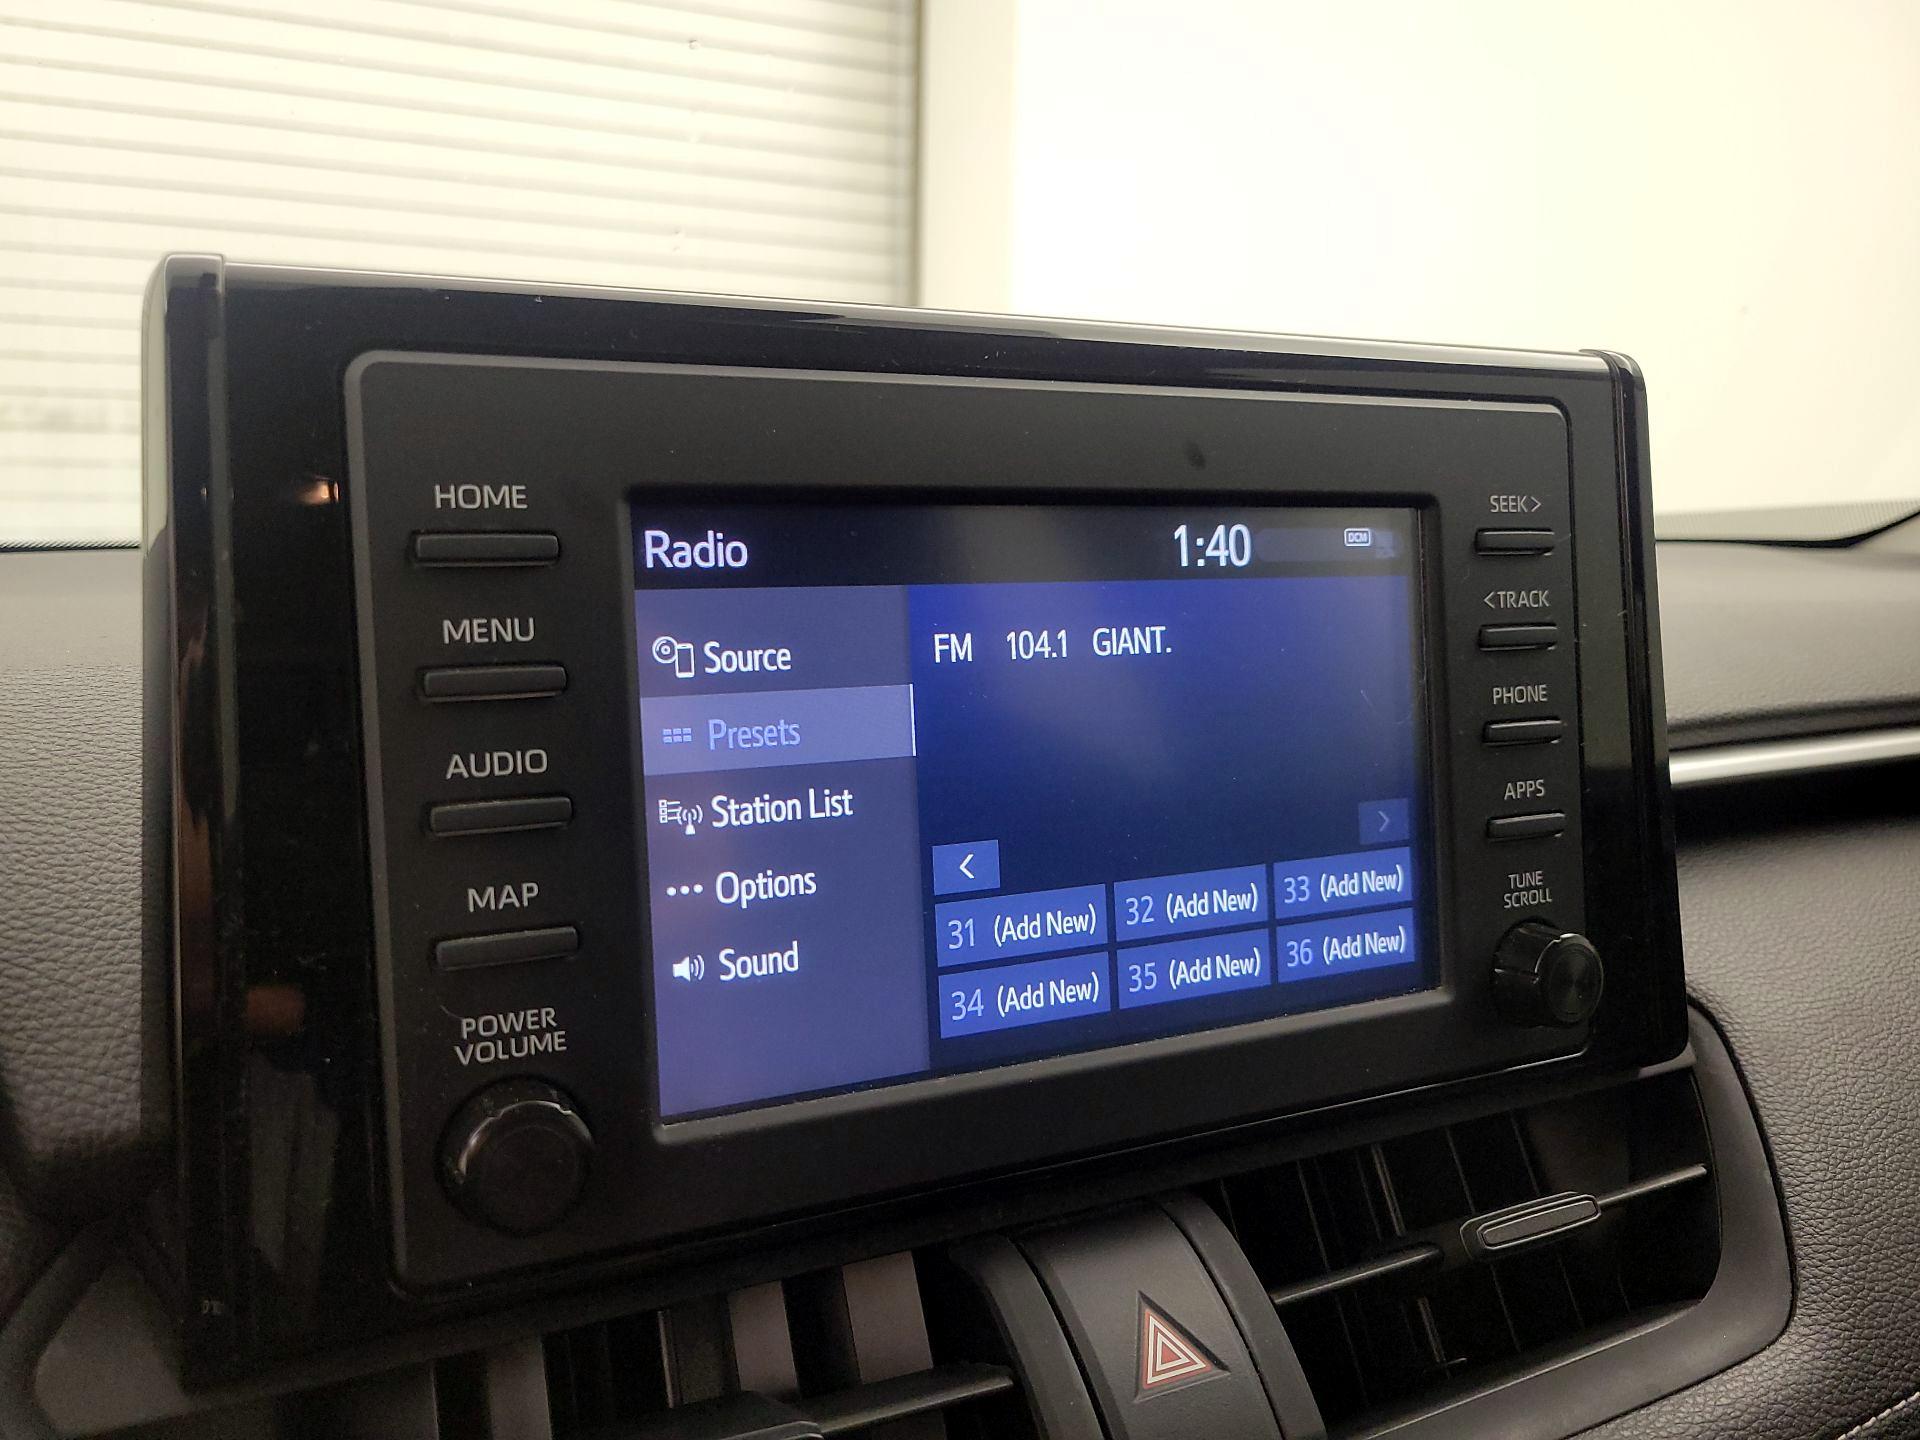 HOME
MENU
AUDIO
MAP
POWER
VOLUME
Radio 1:40 DCM
Source
Presets
Station List
Options
Sound
FM 104.1 GIANT.
<
>
31 (Add New) 32 (Add New) 33 (Add New)
34 (Add New) 35 (Add New) 36 (Add New)
SEEK >
< TRACK
PHONE
APPS
TUNE
SCROLL